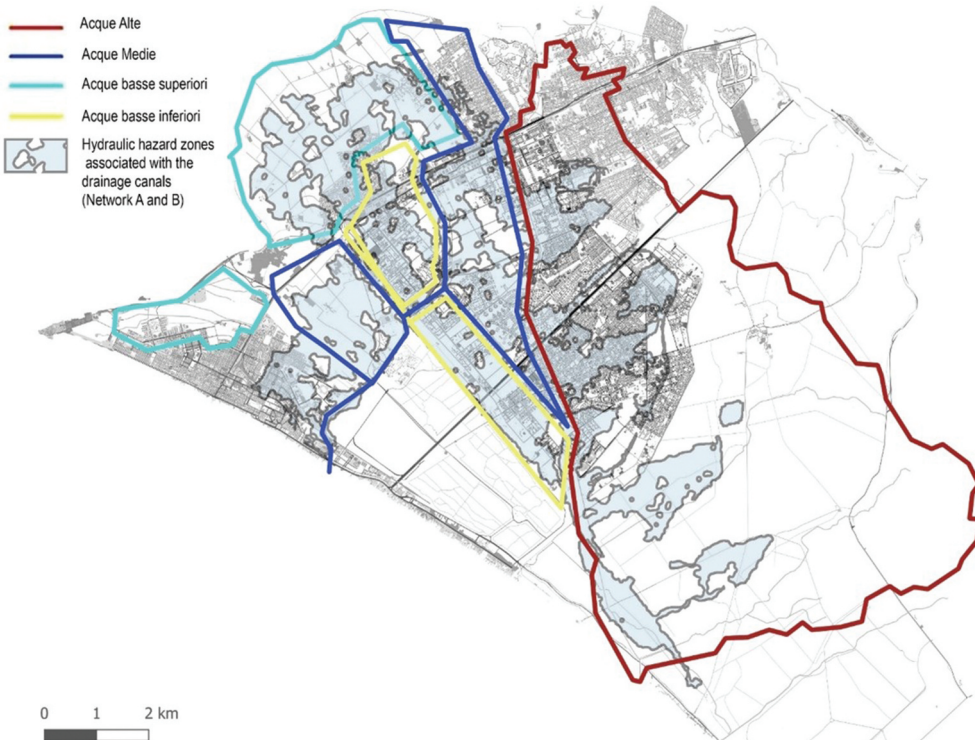 Acque Alte
Acque Medie
Acque basse superiori
Acque basse inferiori
Hydraulic hazard zones
associated with the
drainage canals
(Network A and B)
0 1 2 km